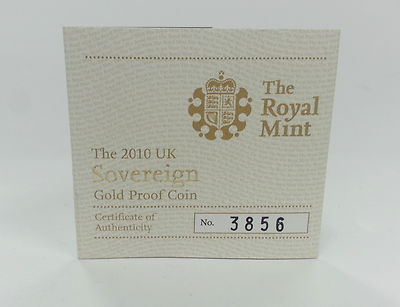 The
Royal
Mint
The 2010 UK
Sovereign
Gold Proof Coin
Certificate of
Authenticity
No. 3856